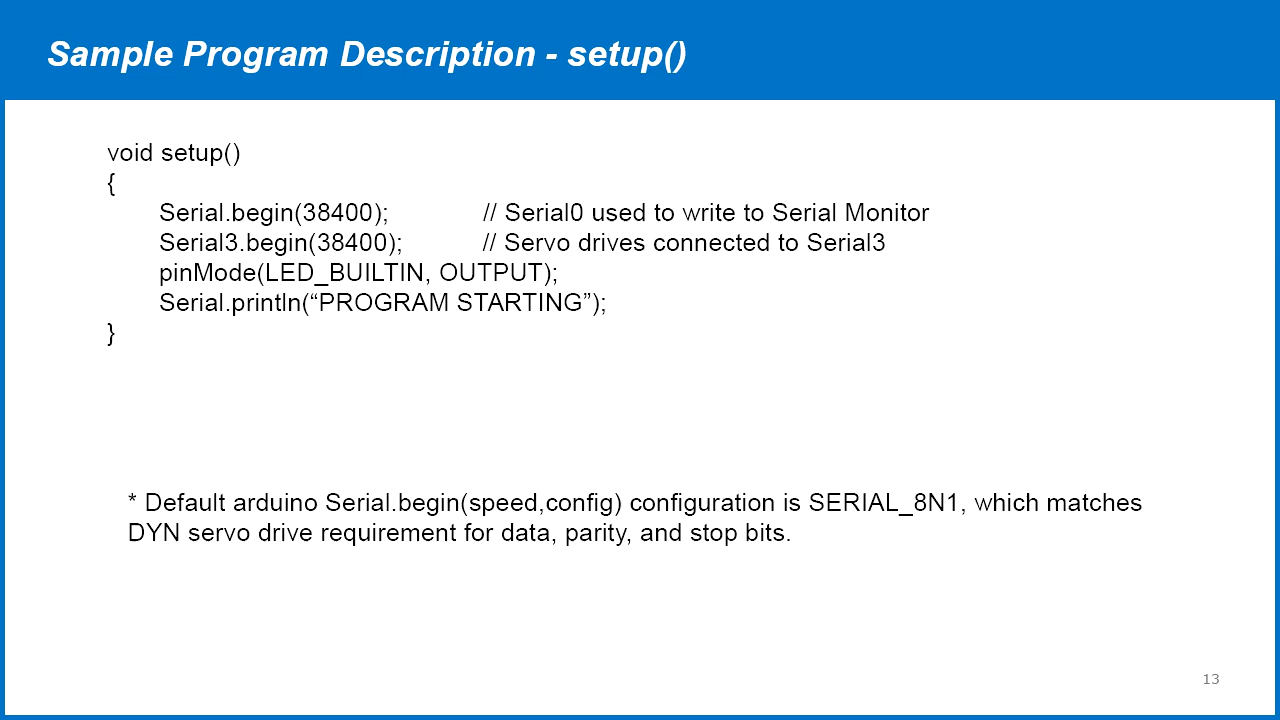 Sample Program Description - setup()
void setup()
{
Serial.begin(38400); // Serial0 used to write to Serial Monitor
Serial3.begin(38400); // Servo drives connected to Serial3
pinMode(LED_BUILTIN, OUTPUT);
Serial.println(“PROGRAM STARTING”);
}
* Default arduino Serial.begin(speed,config) configuration is SERIAL_8N1, which matches
DYN servo drive requirement for data, parity, and stop bits.
13